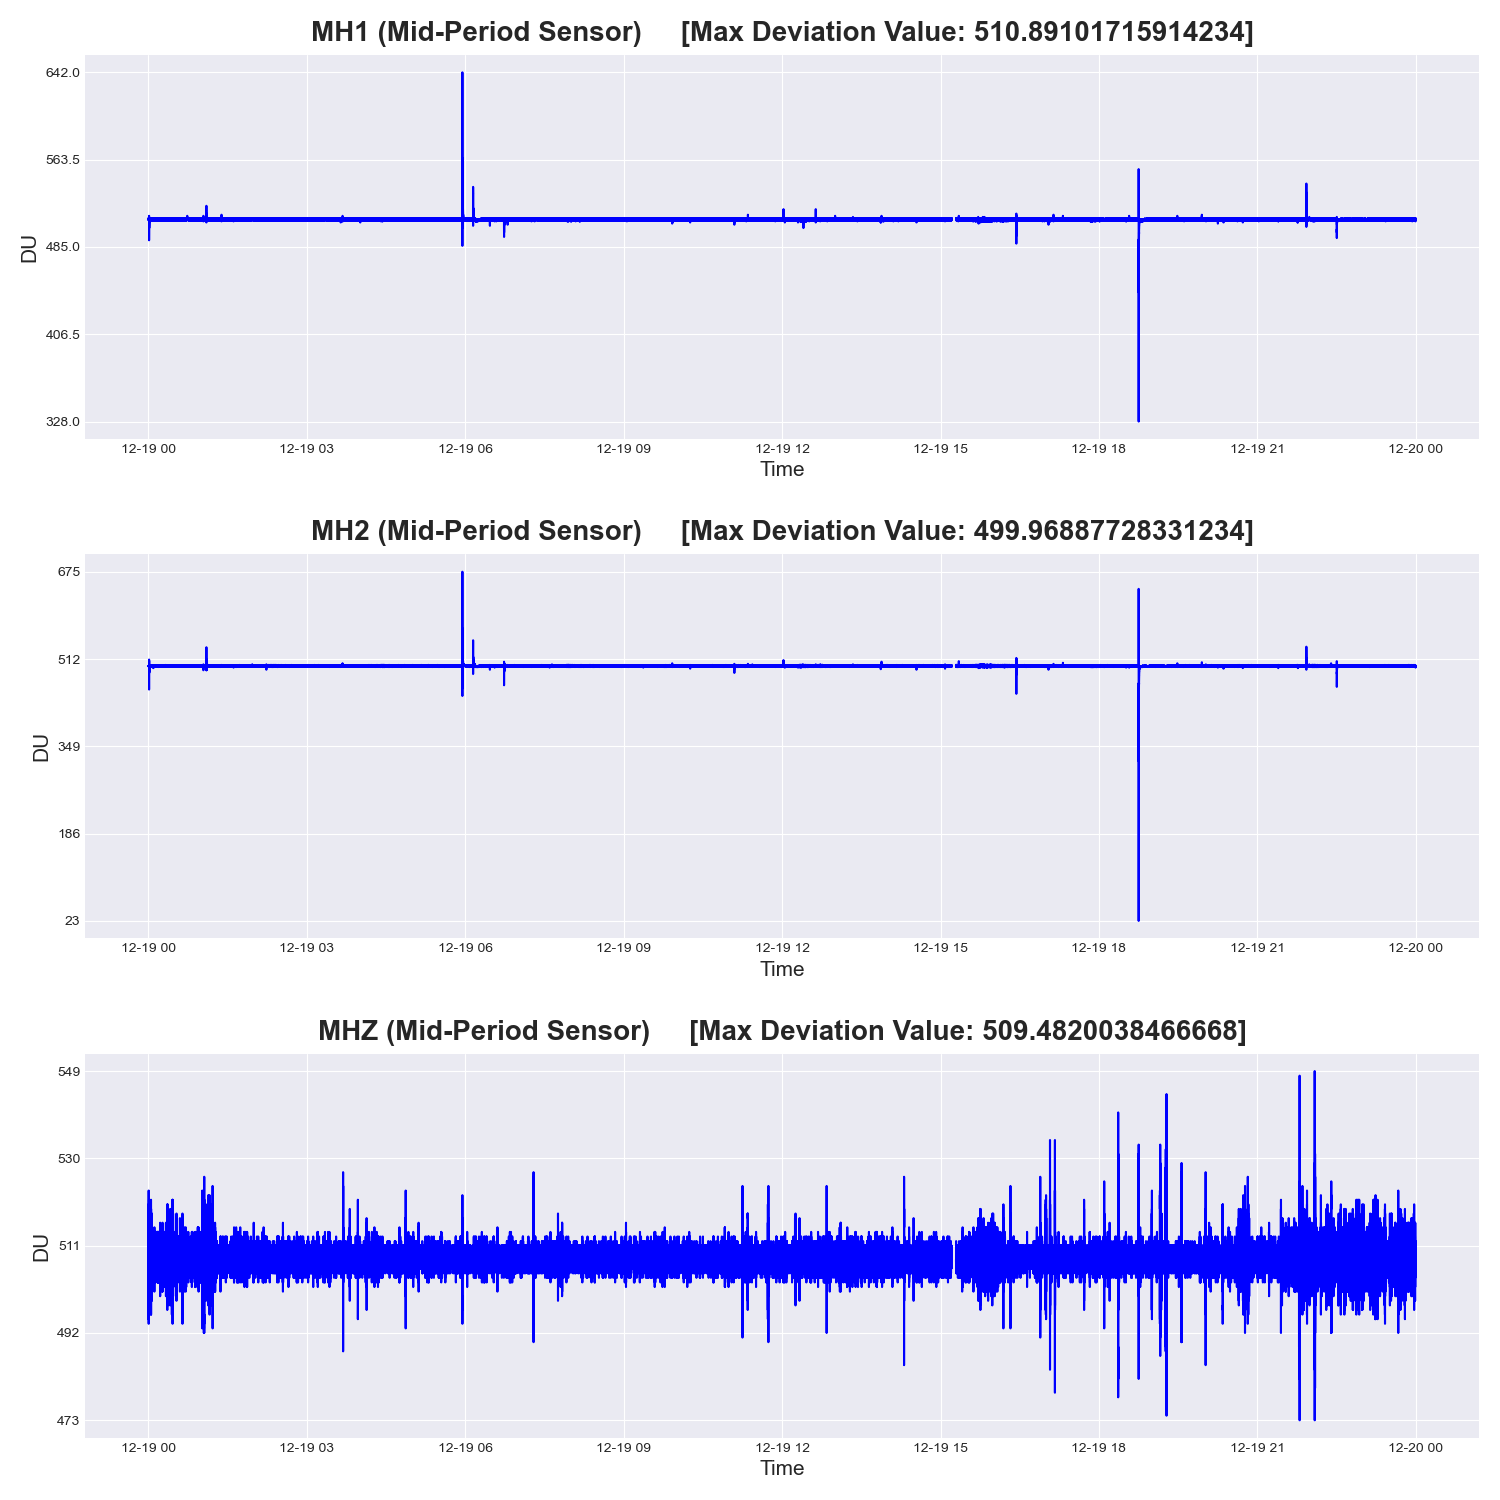 MH1 (Mid-Period Sensor) [Max Deviation Value: 510.89101715914234]
642.0
563.5
485.0
406.5
328.0
DU
12-19 00 12-19 03 12-19 06 12-19 09 12-19 12 12-19 15 12-19 18 12-19 21 12-20 00
Time
MH2 (Mid-Period Sensor) [Max Deviation Value: 499.96887728331234]
675
512
349
186
23
DU
12-19 00 12-19 03 12-19 06 12-19 09 12-19 12 12-19 15 12-19 18 12-19 21 12-20 00
Time
MHZ (Mid-Period Sensor) [Max Deviation Value: 509.4820038466668]
549
530
511
492
473
DU
12-19 00 12-19 03 12-19 06 12-19 09 12-19 12 12-19 15 12-19 18 12-19 21 12-20 00
Time